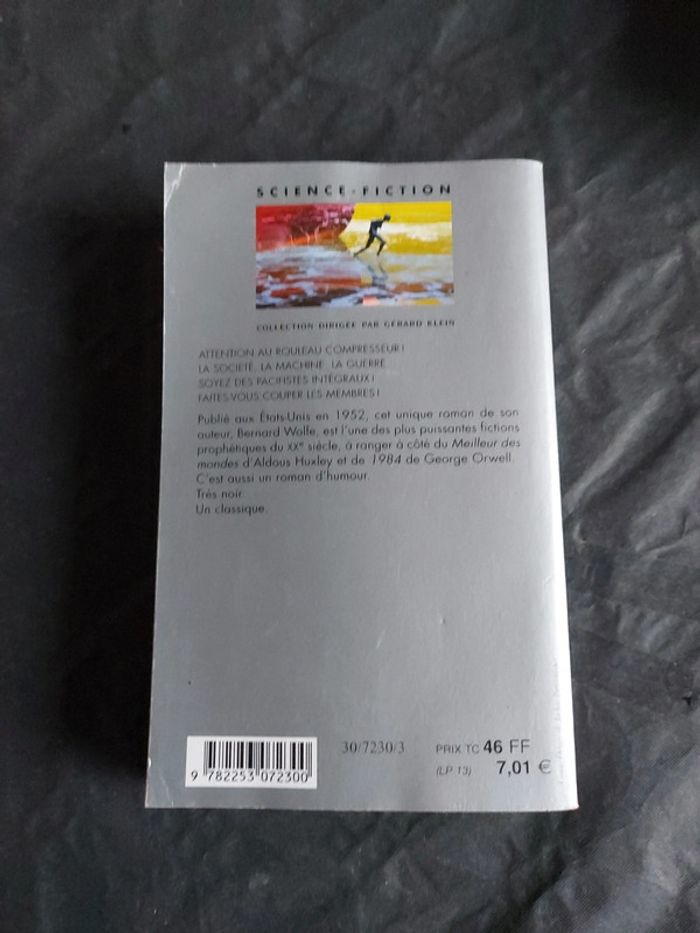 SCIENCE-FICTION
COLLECTION DIRIGÉE PAR GÉRARD KLEIN
ATTENTION AU ROULEAU COMPRESSEUR !
LA SOCIÉTÉ, LA MACHINE, LA GUERRE.
SOYEZ DES PACIFISTES INTÉGRAUX !
FAITES-VOUS COUPER LES MEMBRES !
Publié aux États-Unis en 1952, cet unique roman de son
auteur, Bernard Wolfe, est l'une des plus puissantes fictions
prophétiques du XXe siècle, à ranger à côté du Meilleur des
mondes d'Aldous Huxley et de 1984 de George Orwell.
C'est aussi un roman d'humour.
Très noir.
Un classique.
30/7230/3
PRIX TC 46 FF
(LP 13) 7,01 €
9 782253 072300